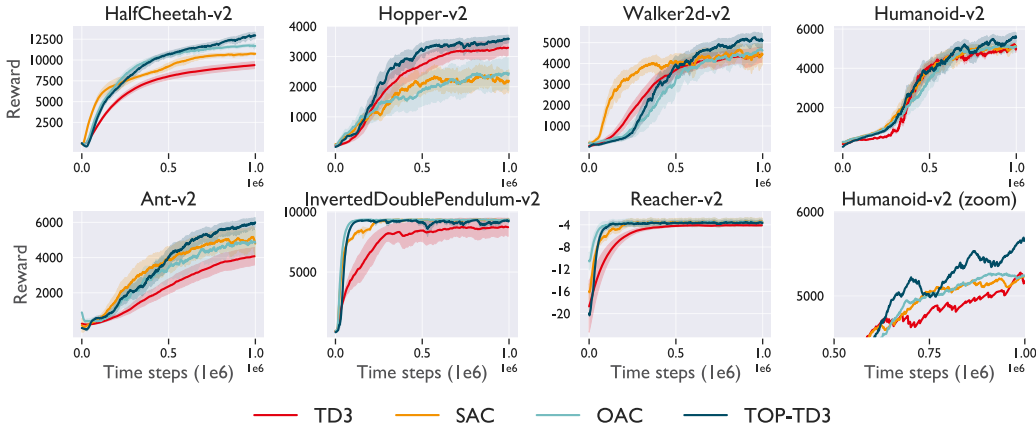 HalfCheetah-v2
Hopper-v2
Walker2d-v2
Humanoid-v2
Reward
12500
10000
7500
5000
2500
0.0
0.5
1.0
1e6
4000
3000
2000
1000
0.0
0.5
1.0
1e6
5000
4000
3000
2000
1000
0.0
0.5
1.0
1e6
6000
4000
2000
0.0
0.5
1.0
1e6
Ant-v2
InvertedDoublePendulum-v2
Reacher-v2
Humanoid-v2 (zoom)
Reward
6000
4000
2000
0.0
0.5
1.0
1e6
10000
5000
0.0
0.5
1.0
1e6
-4
-8
-12
-16
-20
0.0
0.5
1.0
1e6
6000
5000
0.50
0.75
1.00
1e6
Time steps (1e6)
Time steps (1e6)
Time steps (1e6)
Time steps (1e6)
TD3
SAC
OAC
TOP-TD3